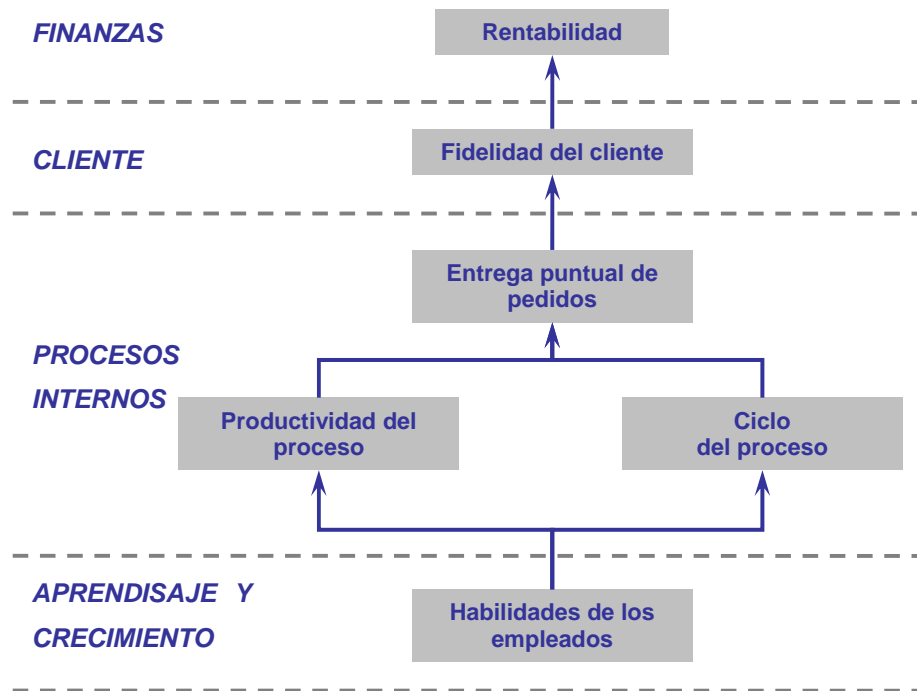 FINANZAS
Rentabilidad
CLIENTE
Fidelidad del cliente
Entrega puntual de
pedidos
PROCESOS
INTERNOS
Productividad del
proceso
Ciclo
del proceso
APRENDISAJE Y
CRECIMIENTO
Habilidades de los
empleados